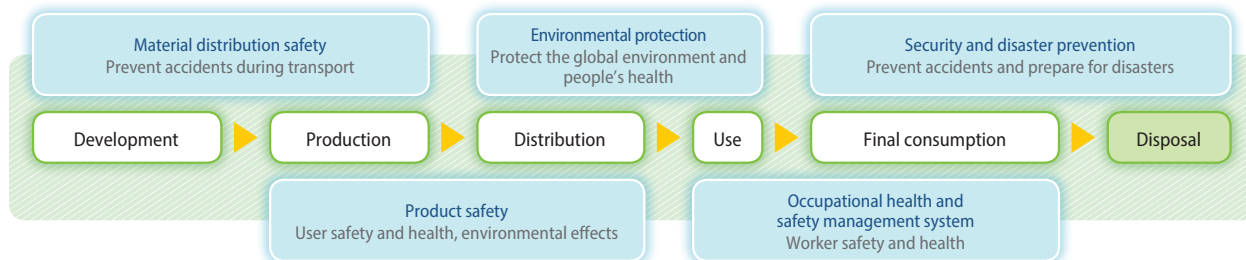 Material distribution safety
Prevent accidents during transport
Environmental protection
Protect the global environment and
people’s health
Security and disaster prevention
Prevent accidents and prepare for disasters
Development
Production
Distribution
Use
Final consumption
Disposal
Product safety
User safety and health, environmental effects
Occupational health and
safety management system
Worker safety and health